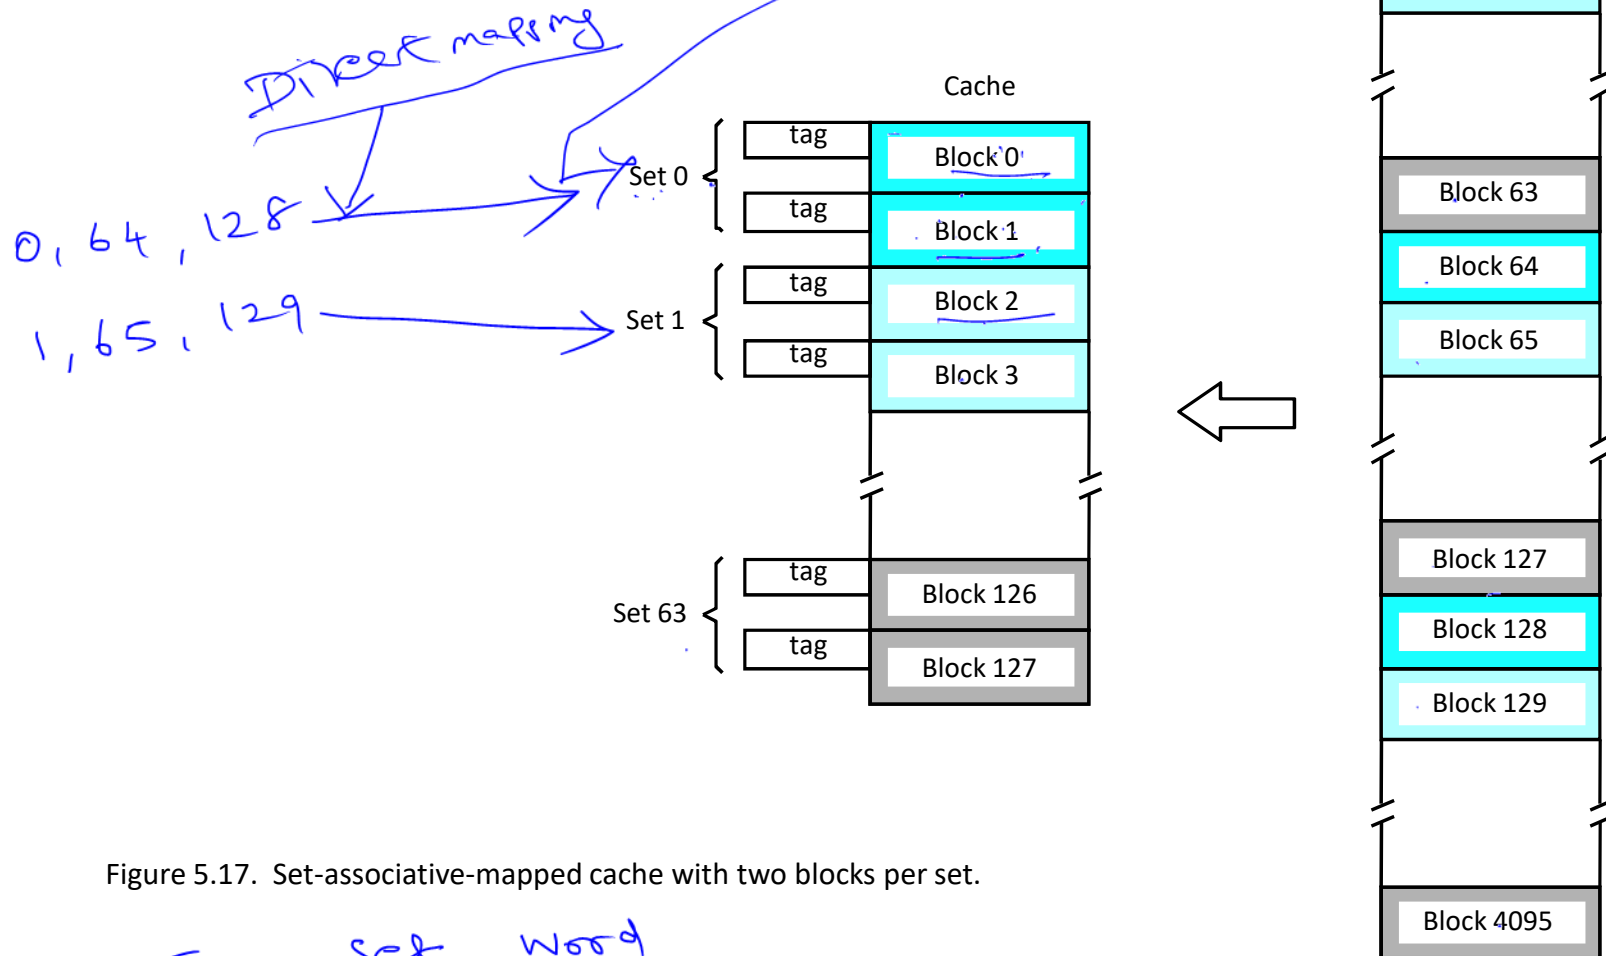 Direct mapping
0, 64, 128
1, 65, 129
Cache
Set 0
tag
Block 0
tag
Block 1
Set 1
tag
Block 2
tag
Block 3
Set 63
tag
Block 126
tag
Block 127
Block 63
Block 64
Block 65
Block 127
Block 128
Block 129
Block 4095
Figure 5.17. Set-associative-mapped cache with two blocks per set.
Set Word